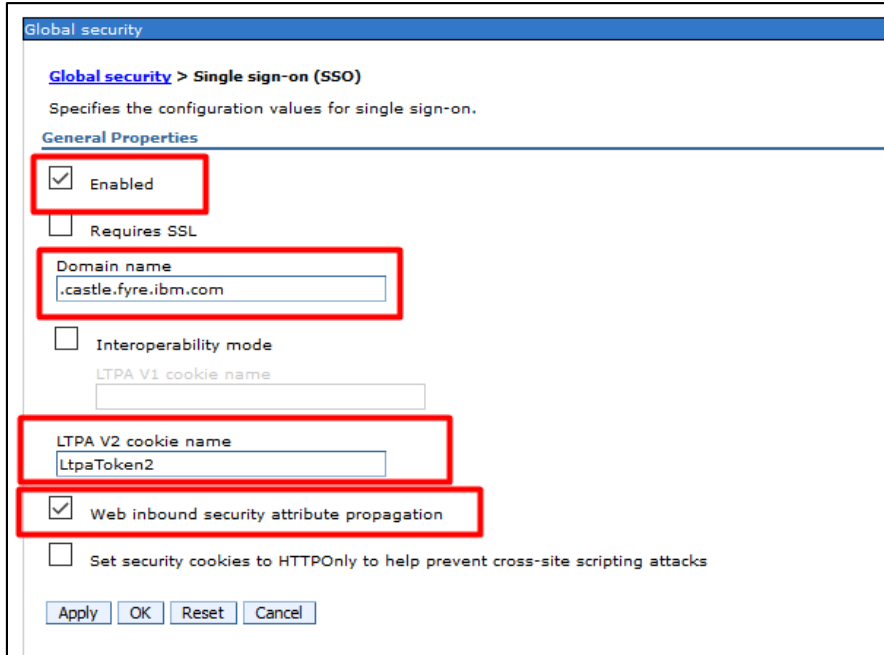 Global security
Global security > Single sign-on (SSO)
Specifies the configuration values for single sign-on.
General Properties
Enabled
Requires SSL
Domain name
.castle.fyre.ibm.com
Interoperability mode
LTPA V1 cookie name
LTPA V2 cookie name
LtpaToken2
Web inbound security attribute propagation
Set security cookies to HTTPOnly to help prevent cross-site scripting attacks
Apply OK Reset Cancel